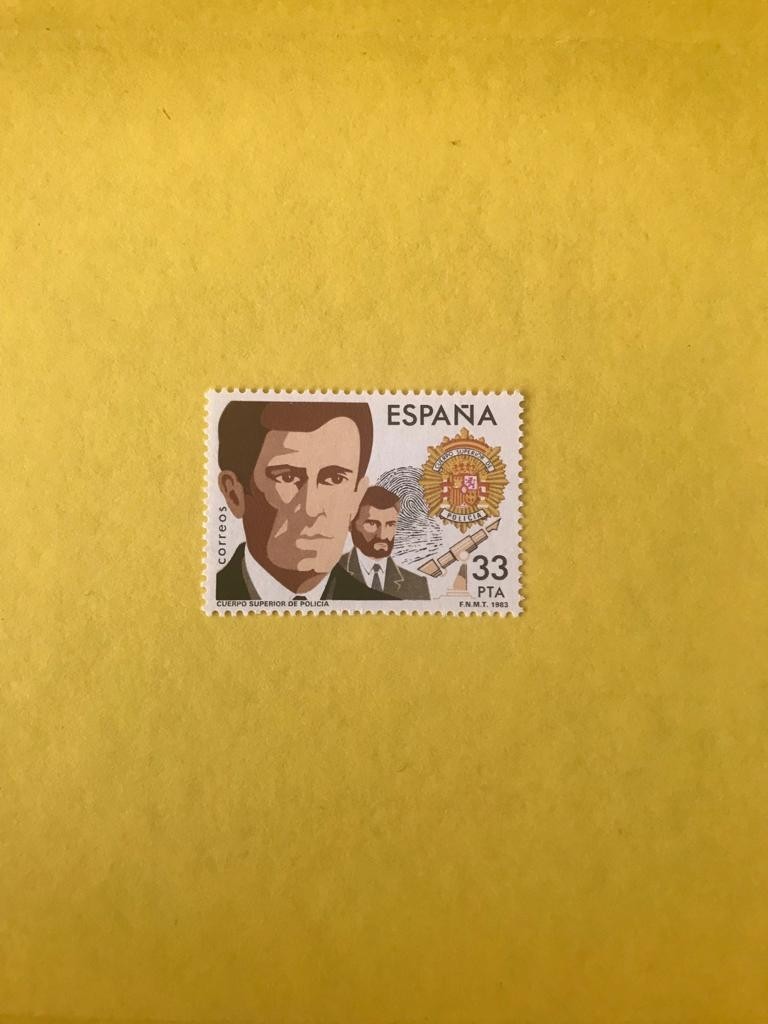 ESPAÑA
CUERPO SUPERIOR DE
POLICIA
correos
33
PTA
CUERPO SUPERIOR DE POLICIA
F.N.M.T. 1983